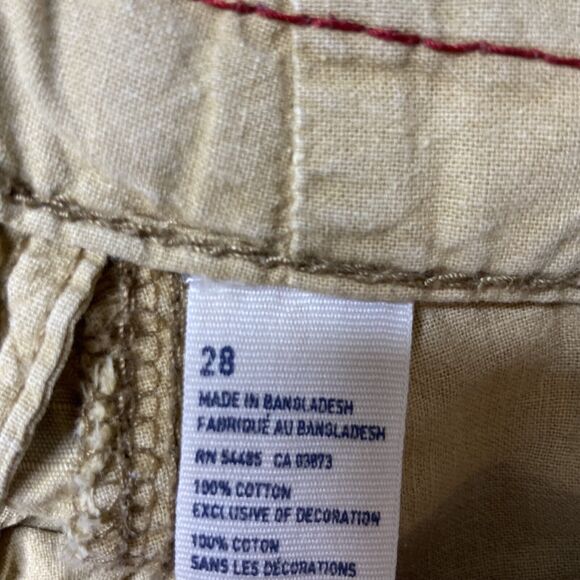 28
MADE IN BANGLADESH
FABRIQUÉ AU BANGLADESH
RN 54485 CA 03873
100% COTTON
EXCLUSIVE OF DECORATION
100% COTON
SANS LES DÉCORATIONS